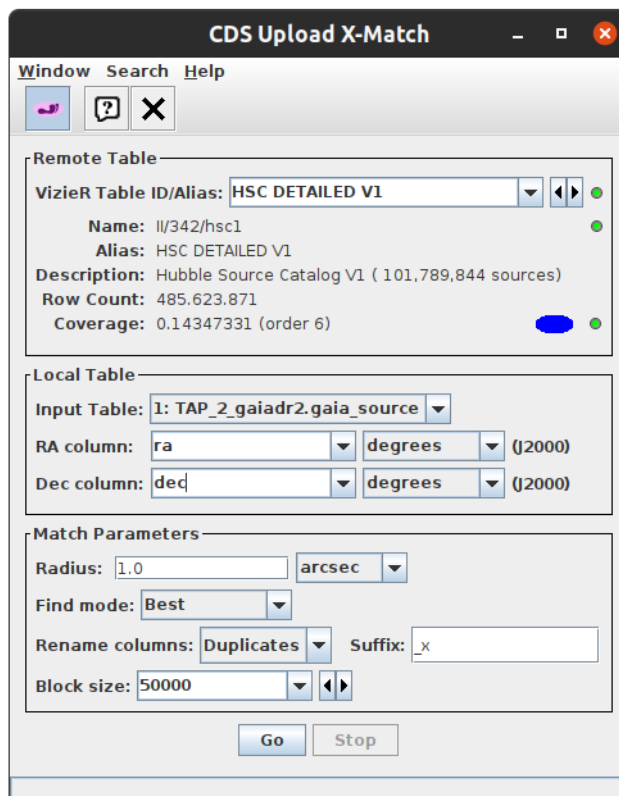 CDS Upload X-Match
Window Search Help
Remote Table
VizieR Table ID/Alias: HSC DETAILED V1
Name: II/342/hsc1
Alias: HSC DETAILED V1
Description: Hubble Source Catalog V1 ( 101,789,844 sources)
Row Count: 485.623.871
Coverage: 0.14347331 (order 6)
Local Table
Input Table: 1: TAP_2_gaiadr2.gaia_source
RA column: ra degrees (J2000)
Dec column: dec degrees (J2000)
Match Parameters
Radius: 1.0 arcsec
Find mode: Best
Rename columns: Duplicates Suffix: _x
Block size: 50000
Go Stop